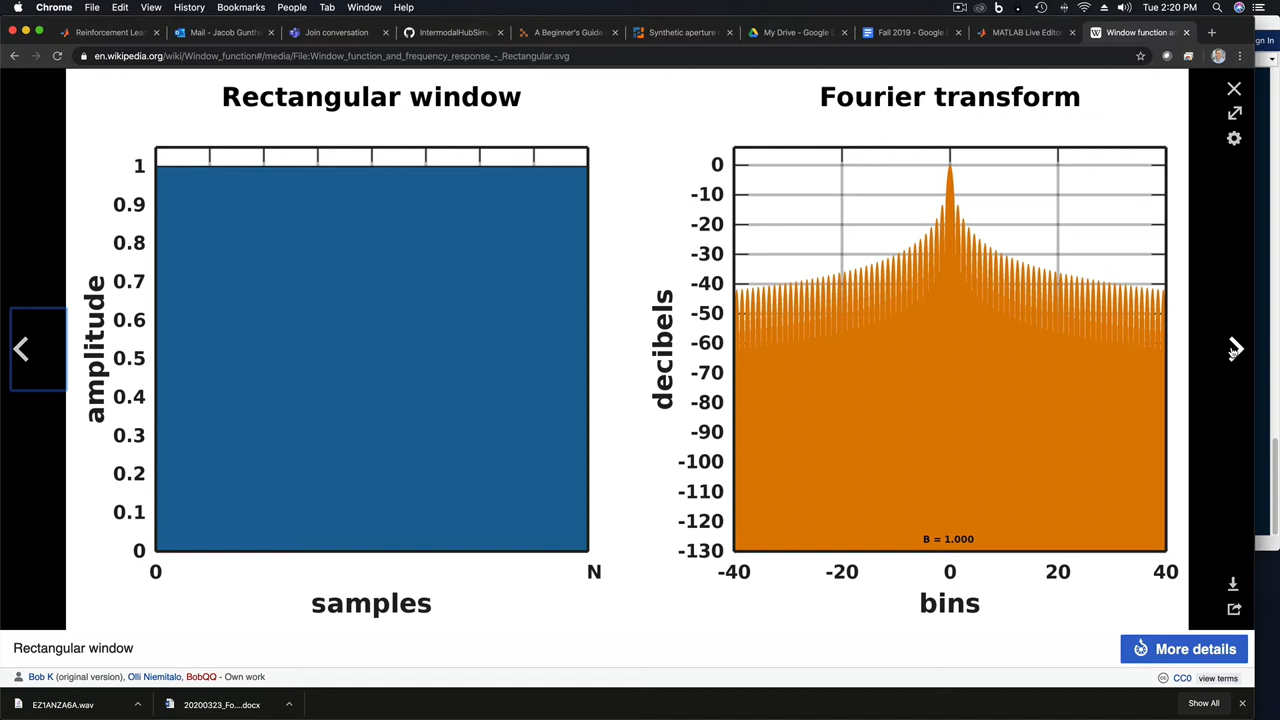 Chrome File Edit View History Bookmarks People Tab Window Help Tue 2:20 PM
Reinforcement Lear Mail - Jacob Gunthe Join conversation IntermodalHubSimu A Beginner's Guide Synthetic aperture My Drive - Google D Fall 2019 - Google D MATLAB Live Editor Window function an
en.wikipedia.org/wiki/Window_function#/media/File:Window_function_and_frequency_response_-_Rectangular.svg
Sign In
Rectangular window
Fourier transform
1
0.9
0.8
0.7
0.6
0.5
0.4
0.3
0.2
0.1
0
amplitude
0 N
samples
0
-10
-20
-30
-40
-50
-60
-70
-80
-90
-100
-110
-120
-130
decibels
B = 1.000
-40 -20 0 20 40
bins
Rectangular window
More details
Bob K (original version), Olli Niemitalo, BobQQ - Own work
CC0 view terms
EZ1ANZA6A.wav 20200323_Fo....docx Show All